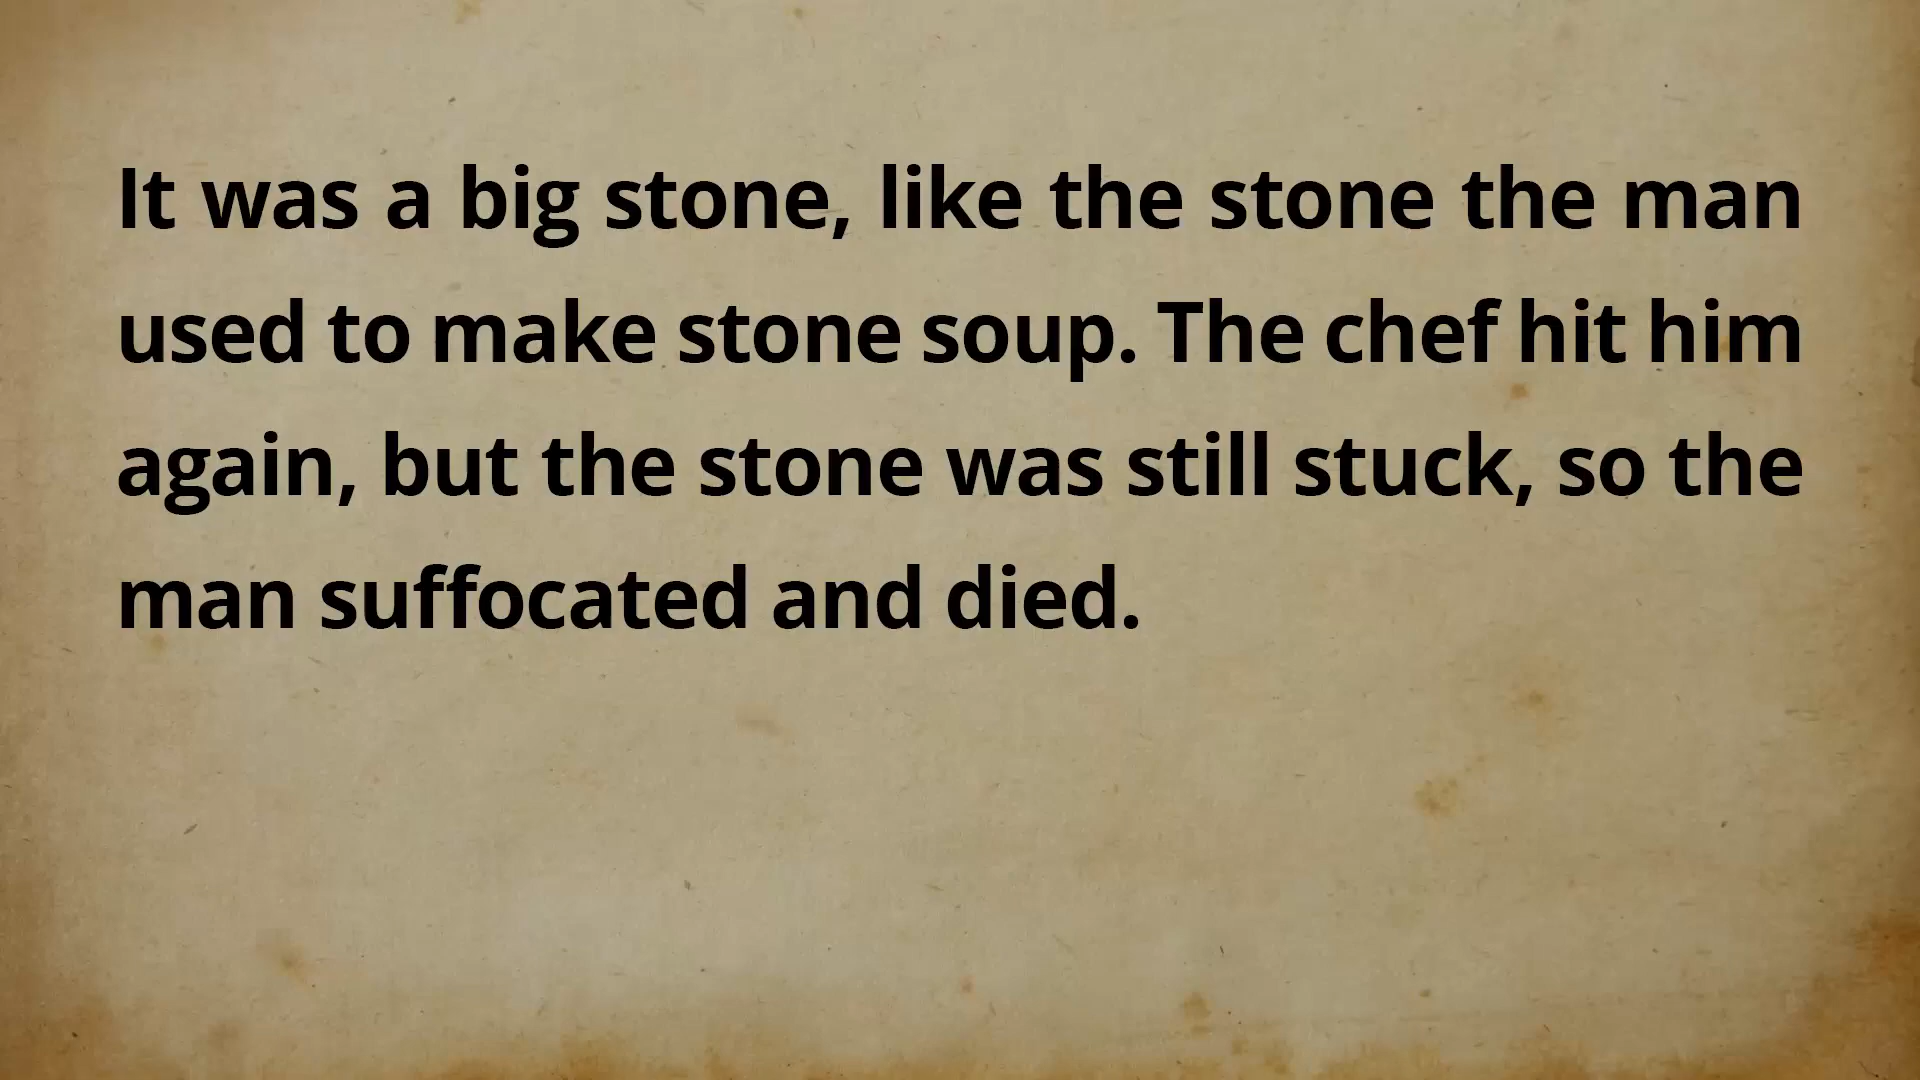 It was a big stone, like the stone the man
used to make stone soup. The chef hit him
again, but the stone was still stuck, so the
man suffocated and died.